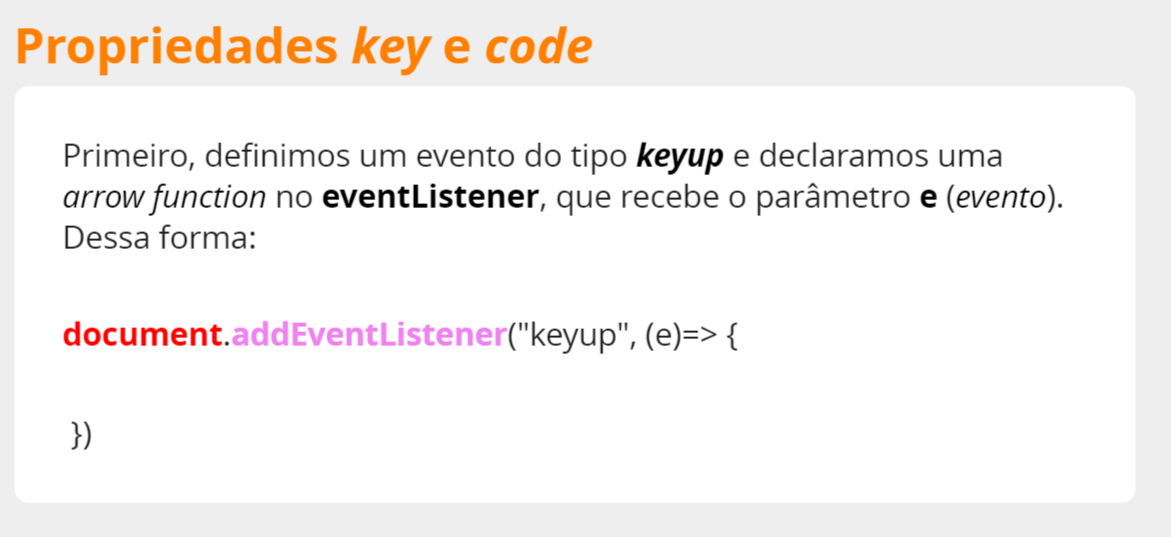 Propriedades key e code
Primeiro, definimos um evento do tipo keyup e declaramos uma
arrow function no eventListener, que recebe o parâmetro e (evento).
Dessa forma:
document.addEventListener("keyup", (e)=> {
})